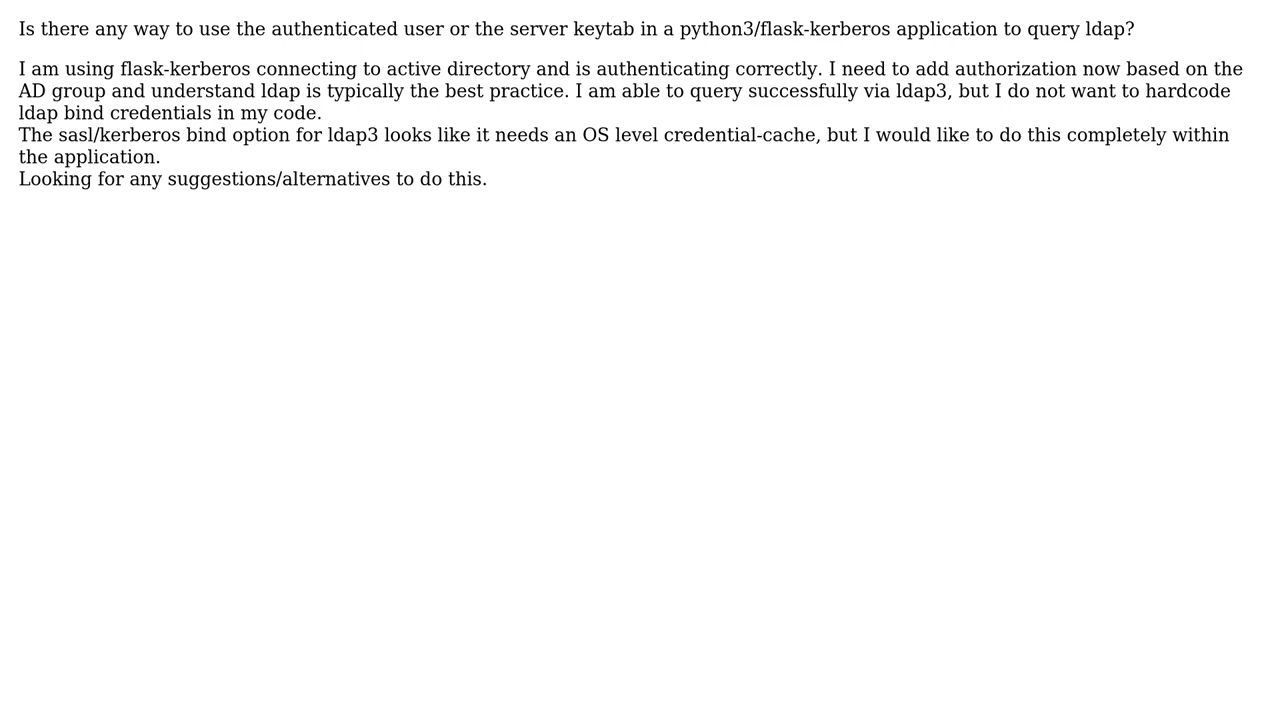 Is there any way to use the authenticated user or the server keytab in a python3/flask-kerberos application to query ldap?
I am using flask-kerberos connecting to active directory and is authenticating correctly. I need to add authorization now based on the
AD group and understand ldap is typically the best practice. I am able to query successfully via ldap3, but I do not want to hardcode
ldap bind credentials in my code.
The sasl/kerberos bind option for ldap3 looks like it needs an OS level credential-cache, but I would like to do this completely within
the application.
Looking for any suggestions/alternatives to do this.